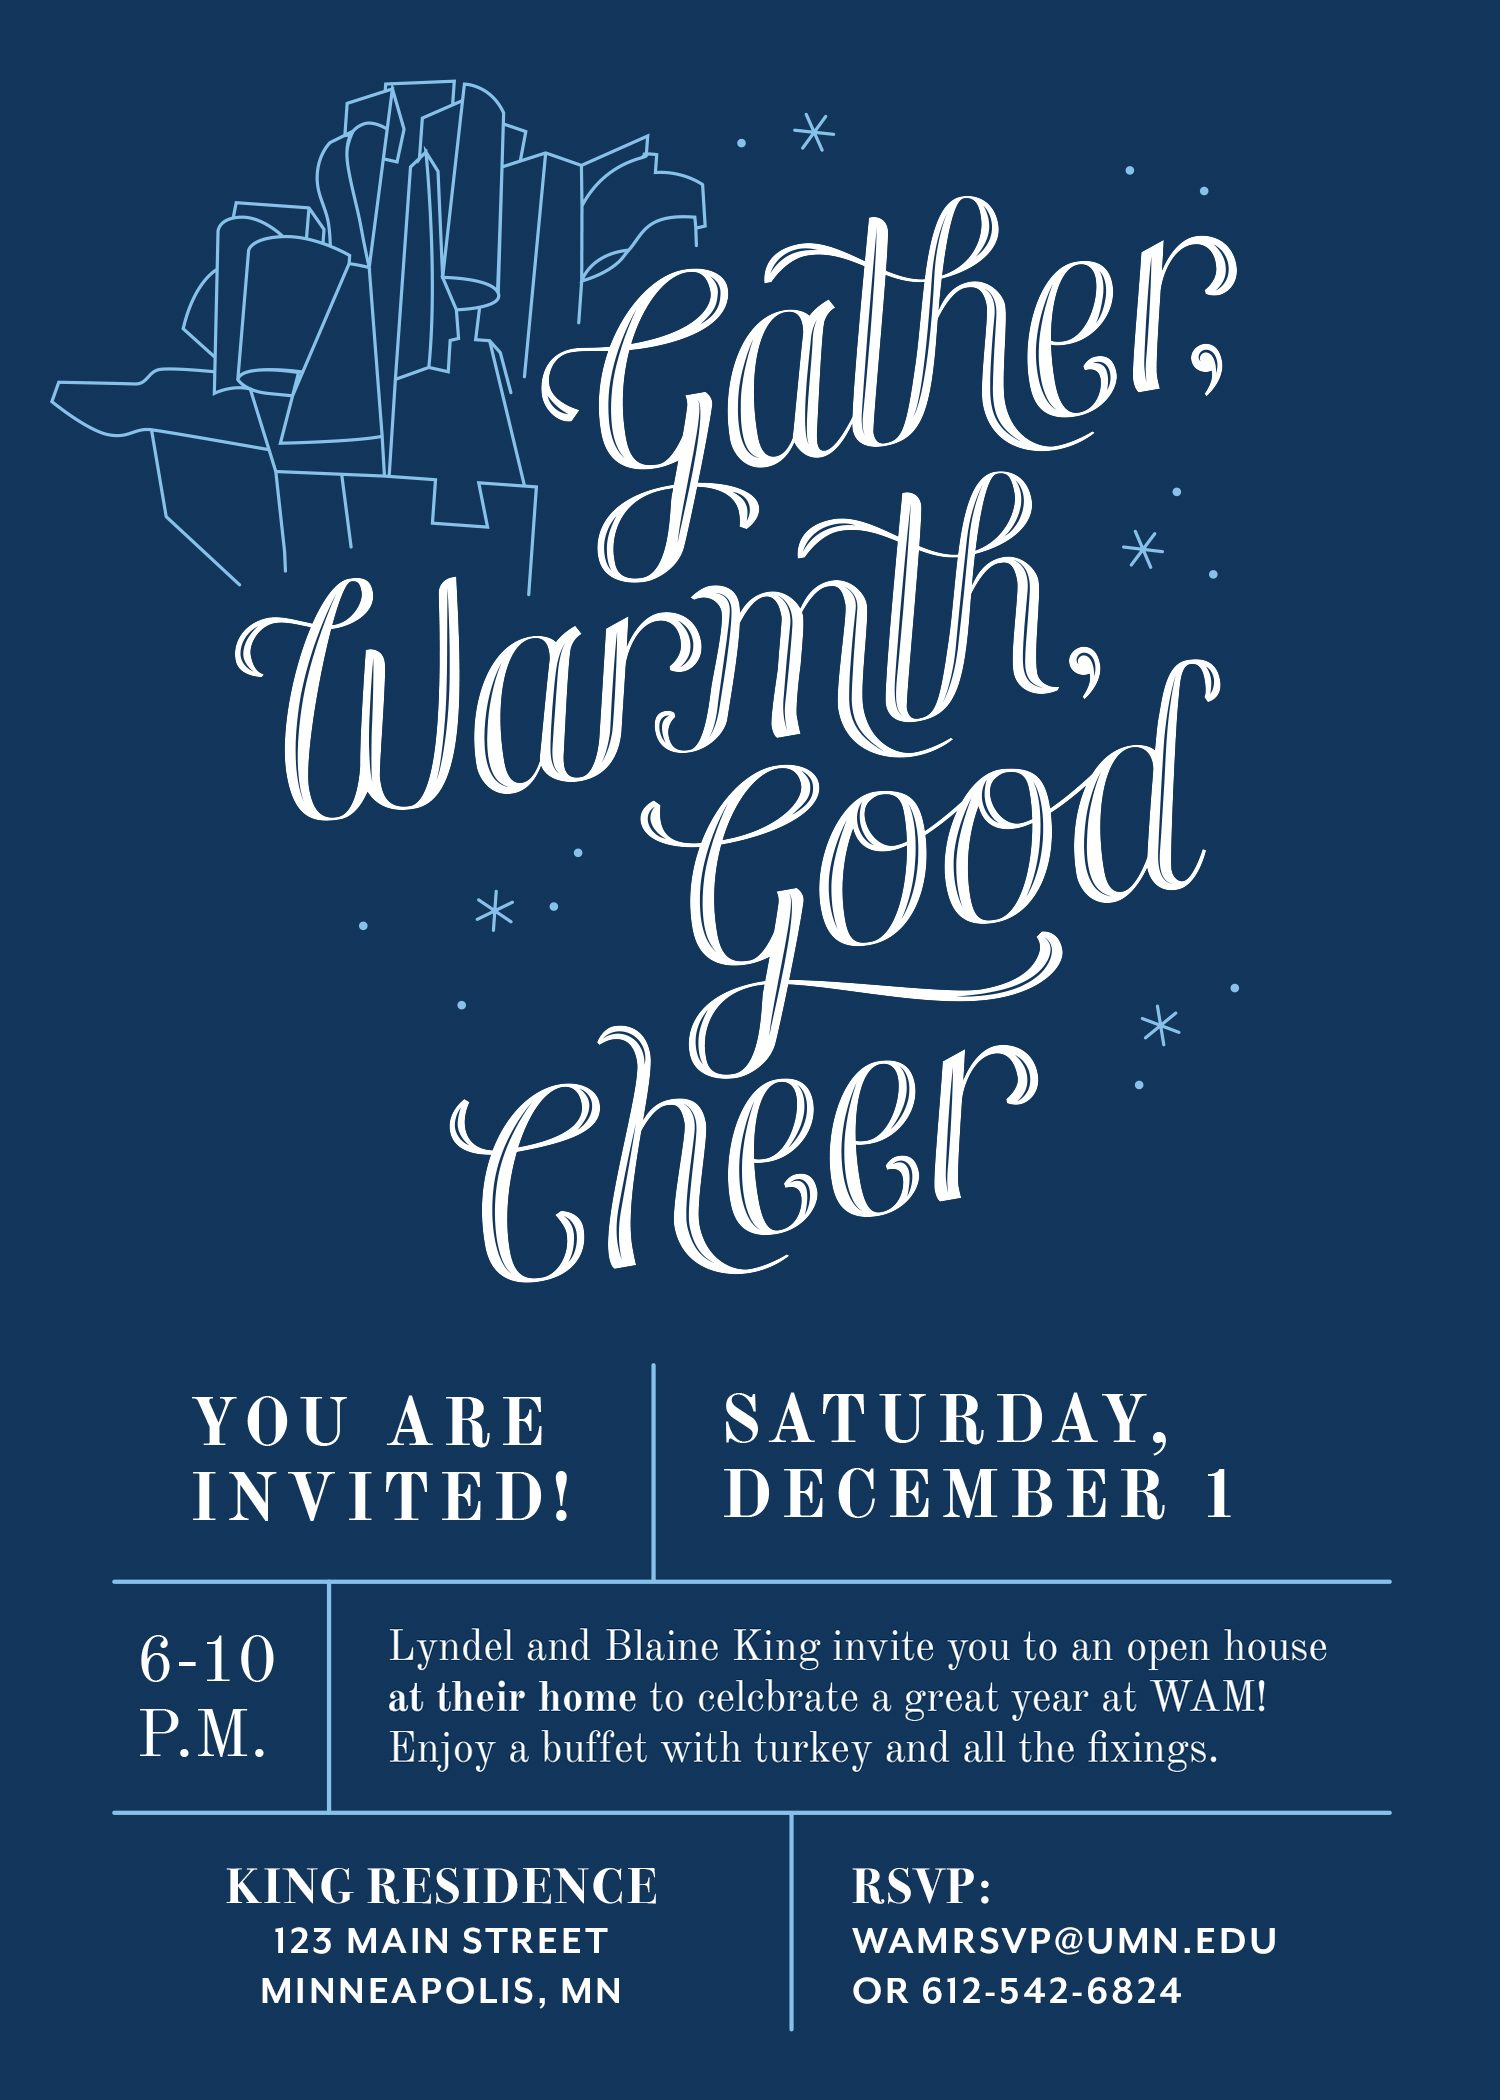 Gather,
Warmth,
Good
Cheer
YOU ARE
INVITED!
SATURDAY,
DECEMBER 1
6-10
P.M.
Lyndel and Blaine King invite you to an open house
at their home to celcbrate a great year at WAM!
Enjoy a buffet with turkey and all the fixings.
KING RESIDENCE
123 MAIN STREET
MINNEAPOLIS, MN
RSVP:
WAMRSVP@UMN.EDU
OR 612-542-6824